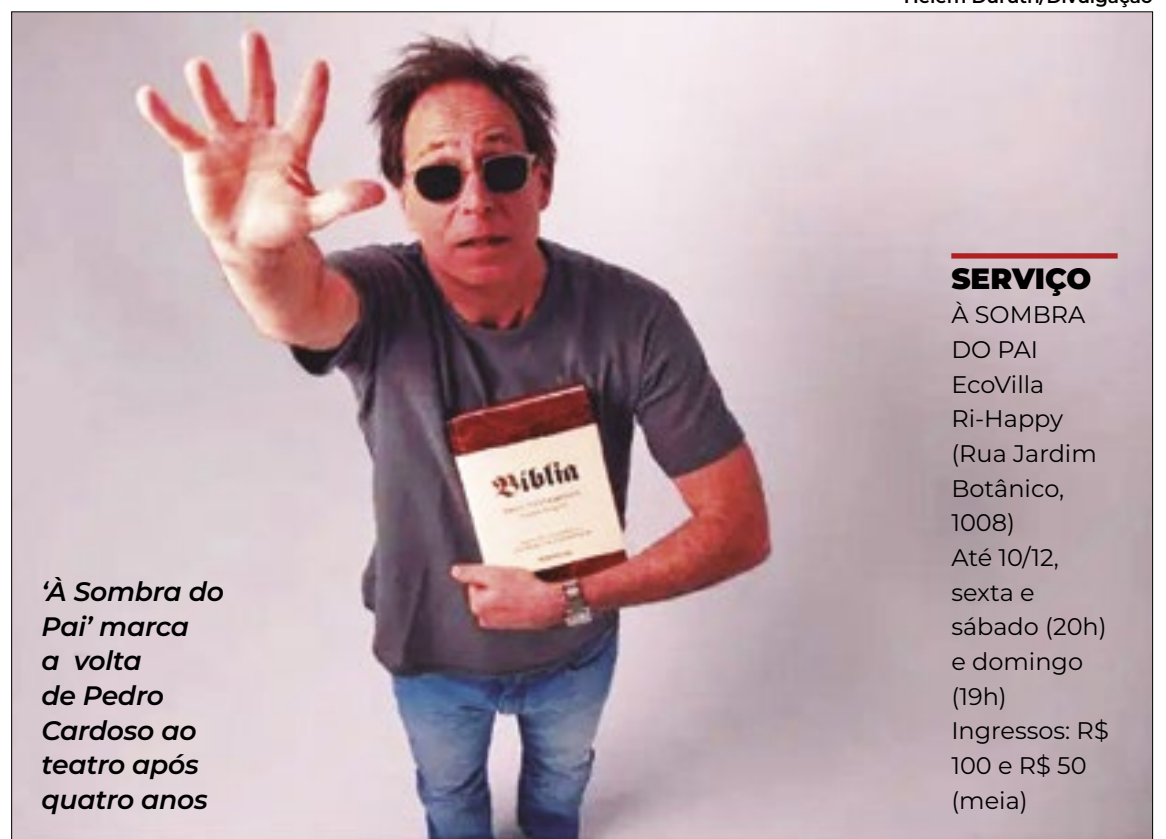 Bíblia
‘À Sombra do
Pai’ marca
a volta
de Pedro
Cardoso ao
teatro após
quatro anos
SERVIÇO
À SOMBRA
DO PAI
EcoVilla
Ri-Happy
(Rua Jardim
Botânico,
1008)
Até 10/12,
sexta e
sábado (20h)
e domingo
(19h)
Ingressos: R$
100 e R$ 50
(meia)